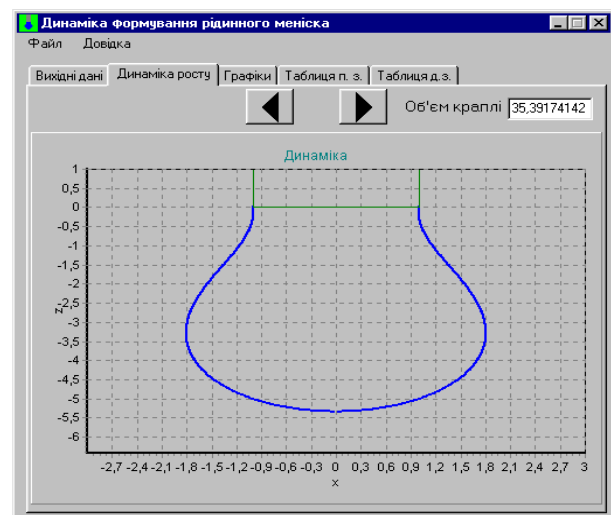 Динаміка формування рідинного меніска
Файл Довідка
Вихідні дані Динаміка росту Графіки Таблиця п. з. Таблиця д.з.
Об'єм краплі 35,39174142
Динаміка
1
0,5
0
-0,5
-1
-1,5
-2
-2,5
z
-3
-3,5
-4
-4,5
-5
-5,5
-6
-2,7 -2,4 -2,1 -1,8 -1,5 -1,2 -0,9 -0,6 -0,3 0 0,3 0,6 0,9 1,2 1,5 1,8 2,1 2,4 2,7 3
x